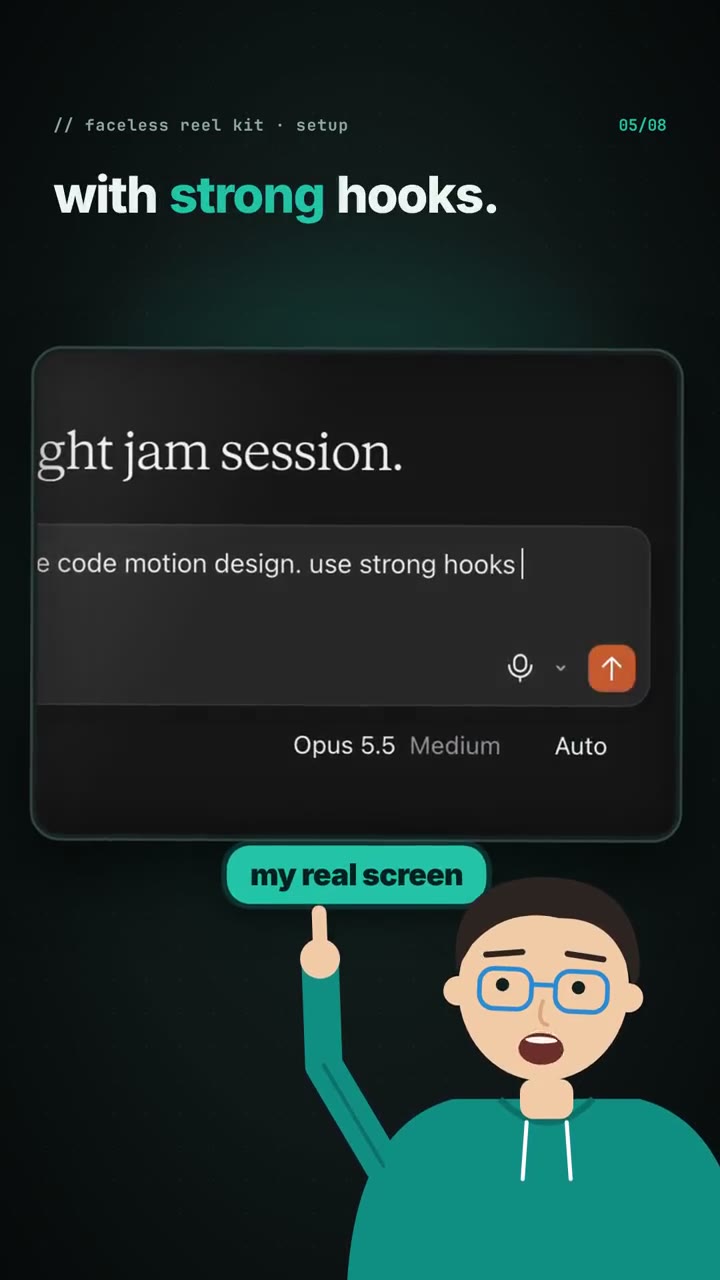 // faceless reel kit · setup
05/08
with strong hooks.
ght jam session.
e code motion design. use strong hooks
Opus 5.5 Medium Auto
my real screen